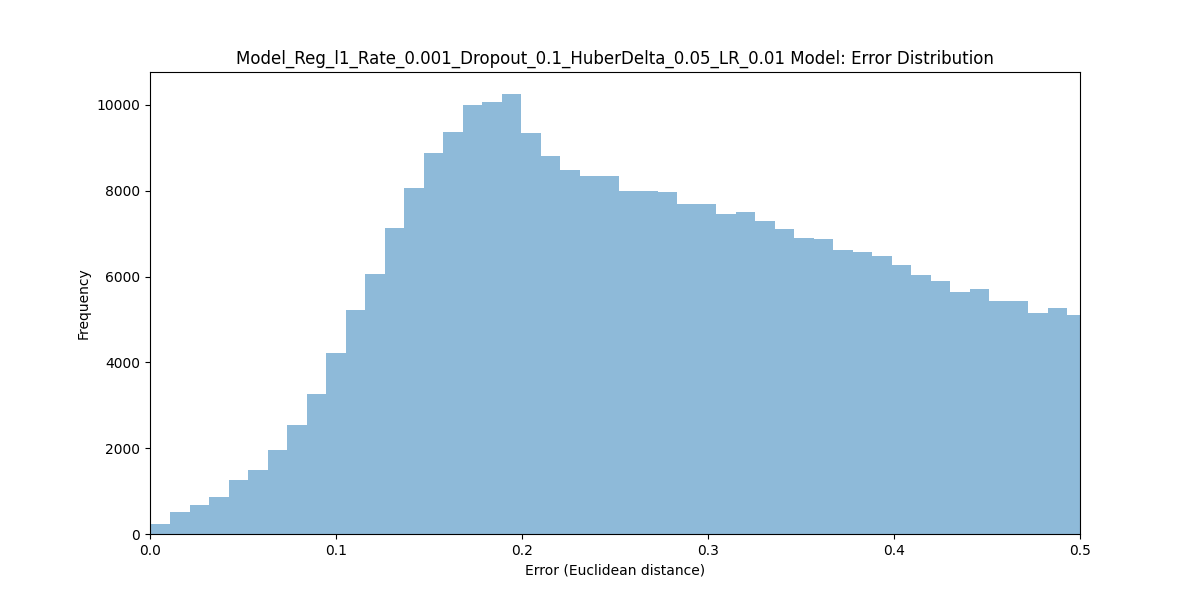 Model_Reg_l1_Rate_0.001_Dropout_0.1_HuberDelta_0.05_LR_0.01 Model: Error Distribution
10000
8000
6000
4000
2000
0
Frequency
0.0 0.1 0.2 0.3 0.4 0.5
Error (Euclidean distance)